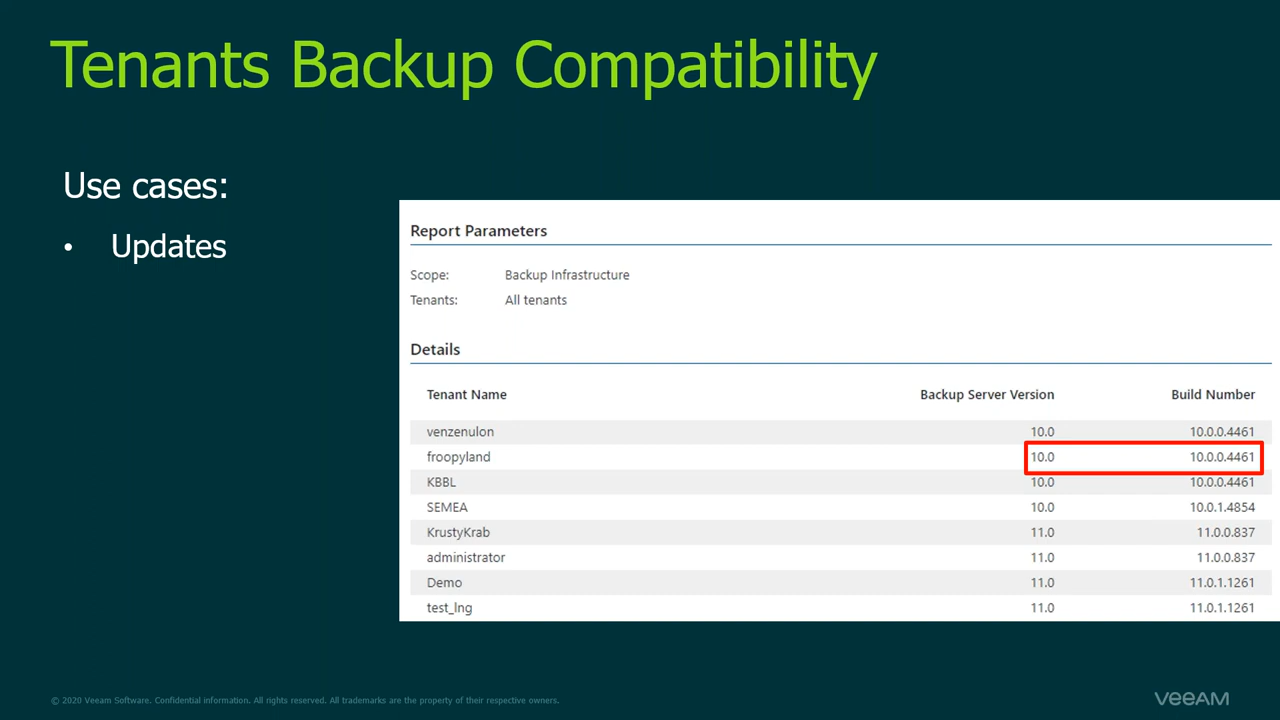 Tenants Backup Compatibility
Use cases:
• Updates
Report Parameters
Scope: Backup Infrastructure
Tenants: All tenants
Details
Tenant Name Backup Server Version Build Number
venzenulon 10.0 10.0.0.4461
froopyland 10.0 10.0.0.4461
KBBL 10.0 10.0.0.4461
SEMEA 10.0 10.0.1.4854
KrustyKrab 11.0 11.0.0.837
administrator 11.0 11.0.0.837
Demo 11.0 11.0.1.1261
test_lng 11.0 11.0.1.1261
© 2020 Veeam Software. Confidential information. All rights reserved. All trademarks are the property of their respective owners.
veeAM